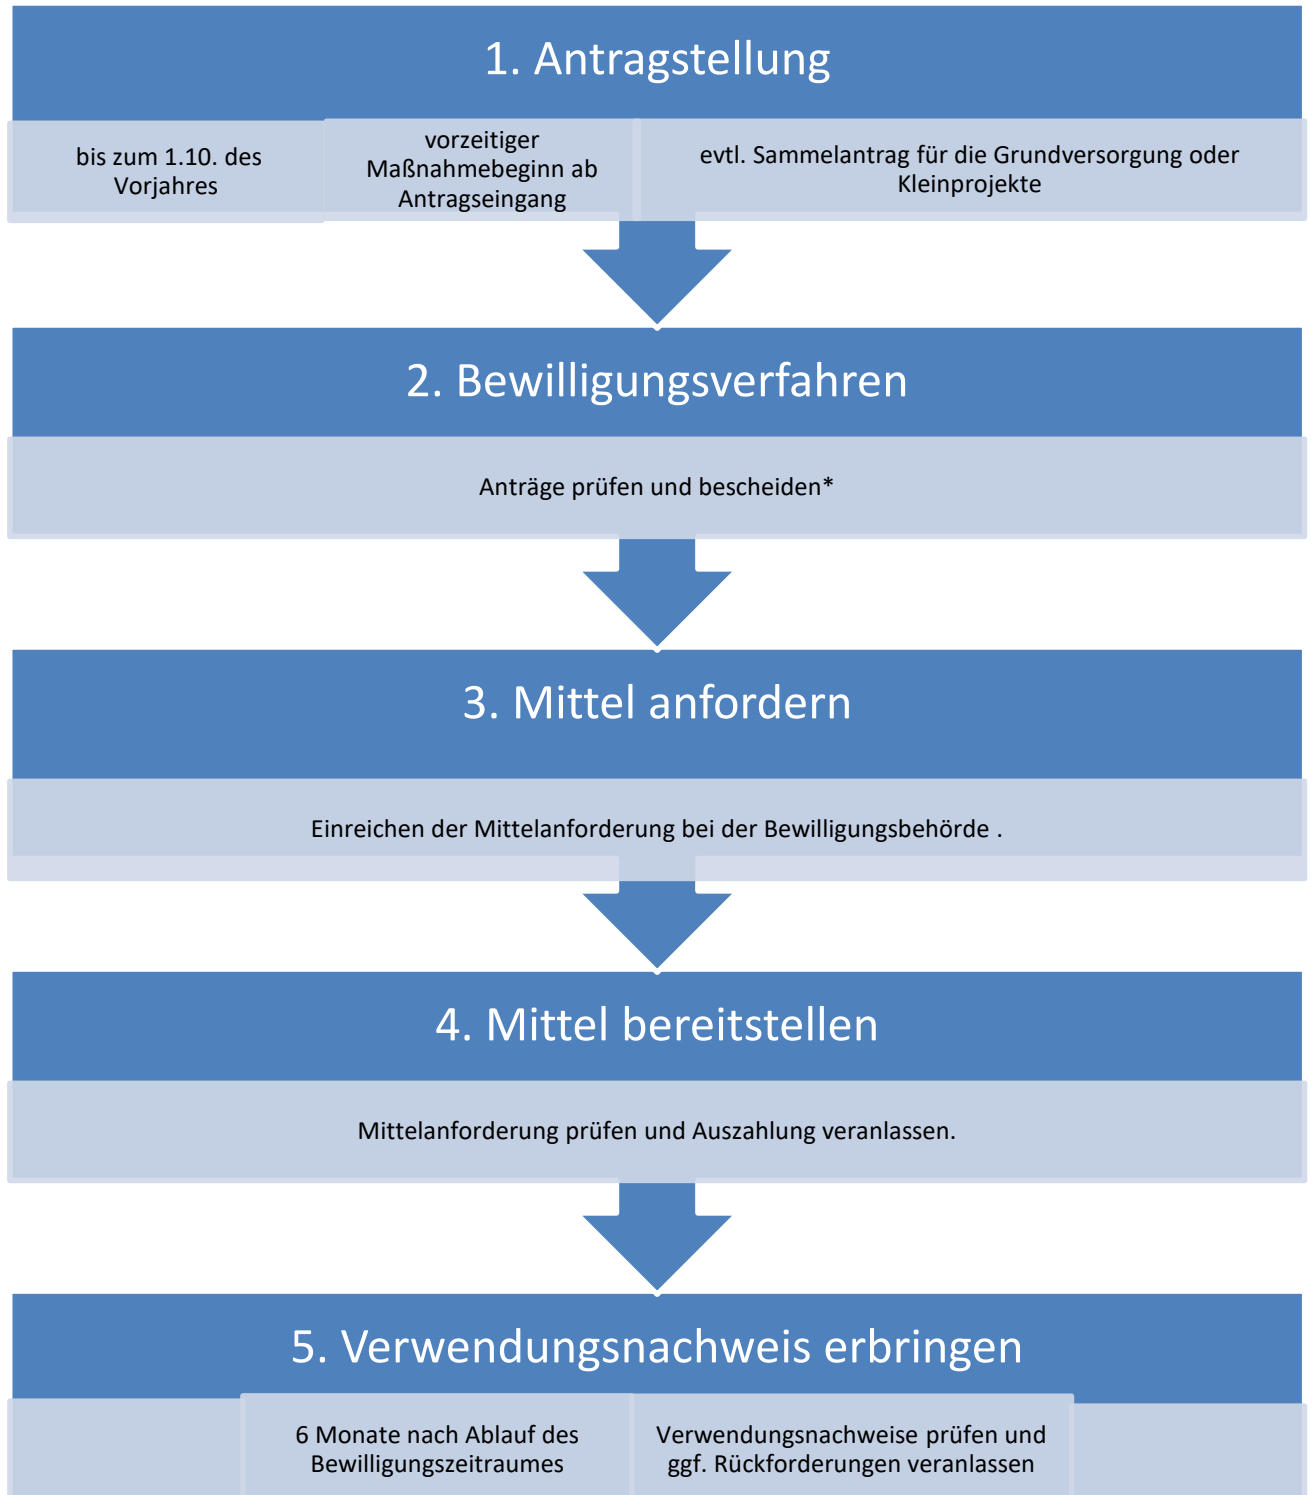 1. Antragstellung
bis zum 1.10. des
Vorjahres
vorzeitiger
Maßnahmebeginn ab
Antragseingang
evtl. Sammelantrag für die Grundversorgung oder
Kleinprojekte
2. Bewilligungsverfahren
Anträge prüfen und bescheiden*
3. Mittel anfordern
Einreichen der Mittelanforderung bei der Bewilligungsbehörde .
4. Mittel bereitstellen
Mittelanforderung prüfen und Auszahlung veranlassen.
5. Verwendungsnachweis erbringen
6 Monate nach Ablauf des
Bewilligungszeitraumes
Verwendungsnachweise prüfen und
ggf. Rückforderungen veranlassen